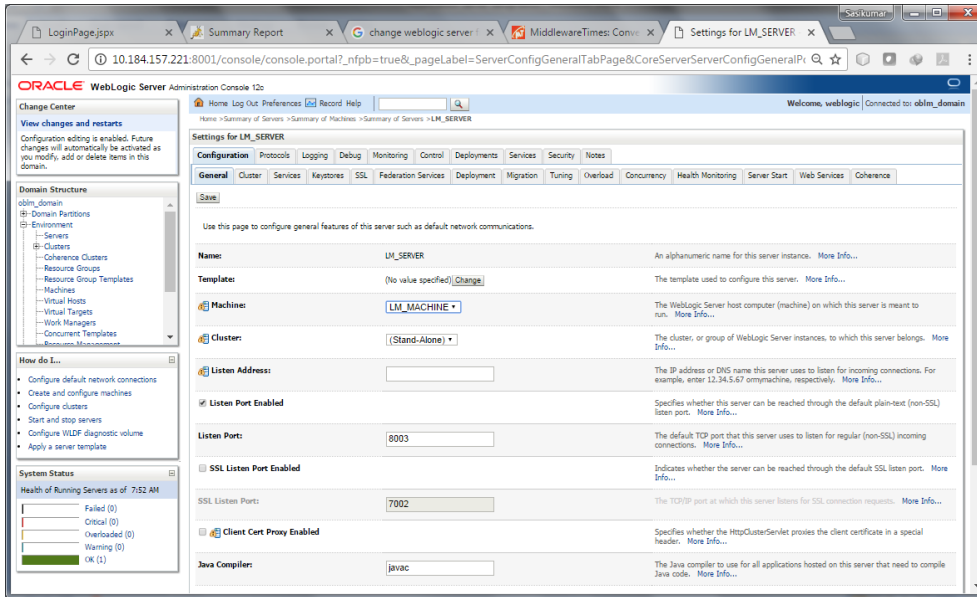 Sasikumar
LoginPage.jspx
Summary Report
change weblogic server
MiddlewareTimes: Conve
Settings for LM_SERVER
10.184.157.221:8001/console/console.portal?_nfpb=true&_pageLabel=ServerConfigGeneralTabPage&CoreServerServerConfigGeneralPo
ORACLE WebLogic Server Administration Console 12c
Change Center
View changes and restarts
Configuration editing is enabled. Future
changes will automatically be activated as
you modify, add or delete items in this
domain.
Domain Structure
oblm_domain
Domain Partitions
Environment
Servers
Clusters
Coherence Clusters
Resource Groups
Resource Group Templates
Machines
Virtual Hosts
Virtual Targets
Work Managers
Concurrent Templates
Resource Management
How do I...
Configure default network connections
Create and configure machines
Configure clusters
Start and stop servers
Configure WLDF diagnostic volume
Apply a server template
System Status
Health of Running Servers as of 7:52 AM
Failed (0)
Critical (0)
Overloaded (0)
Warning (0)
OK (1)
Home Log Out Preferences Record Help
Welcome, weblogic Connected to: oblm_domain
Home >Summary of Servers >Summary of Machines >Summary of Servers >LM_SERVER
Settings for LM_SERVER
Configuration Protocols Logging Debug Monitoring Control Deployments Services Security Notes
General Cluster Services Keystores SSL Federation Services Deployment Migration Tuning Overload Concurrency Health Monitoring Server Start Web Services Coherence
Save
Use this page to configure general features of this server such as default network communications.
Name: LM_SERVER An alphanumeric name for this server instance. More Info...
Template: (No value specified) Change The template used to configure this server. More Info...
Machine: LM_MACHINE The WebLogic Server host computer (machine) on which this server is meant to
run. More Info...
Cluster: (Stand-Alone) The cluster, or group of WebLogic Server instances, to which this server belongs. More
Info...
Listen Address: The IP address or DNS name this server uses to listen for incoming connections. For
example, enter 12.34.5.67 ormymachine, respectively. More Info...
Listen Port Enabled Specifies whether this server can be reached through the default plain-text (non-SSL)
listen port. More Info...
Listen Port: 8003 The default TCP port that this server uses to listen for regular (non-SSL) incoming
connections. More Info...
SSL Listen Port Enabled Indicates whether the server can be reached through the default SSL listen port. More
Info...
SSL Listen Port: 7002 The TCP/IP port at which this server listens for SSL connection requests. More Info...
Client Cert Proxy Enabled Specifies whether the HttpClusterServlet proxies the client certificate in a special
header. More Info...
Java Compiler: javac The Java compiler to use for all applications hosted on this server that need to compile
Java code. More Info...